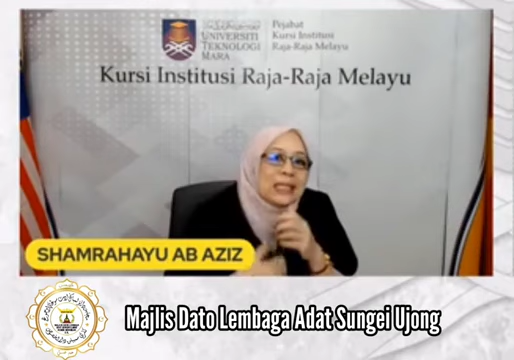 UNIVERSITI
TEKNOLOGI
MARA
Pejabat
Kursi Institusi
Raja-Raja Melayu
Kursi Institusi Raja-Raja Melayu
SHAMRAHAYU AB AZIZ
Majlis Dato Lembaga Adat Sungei Ujong